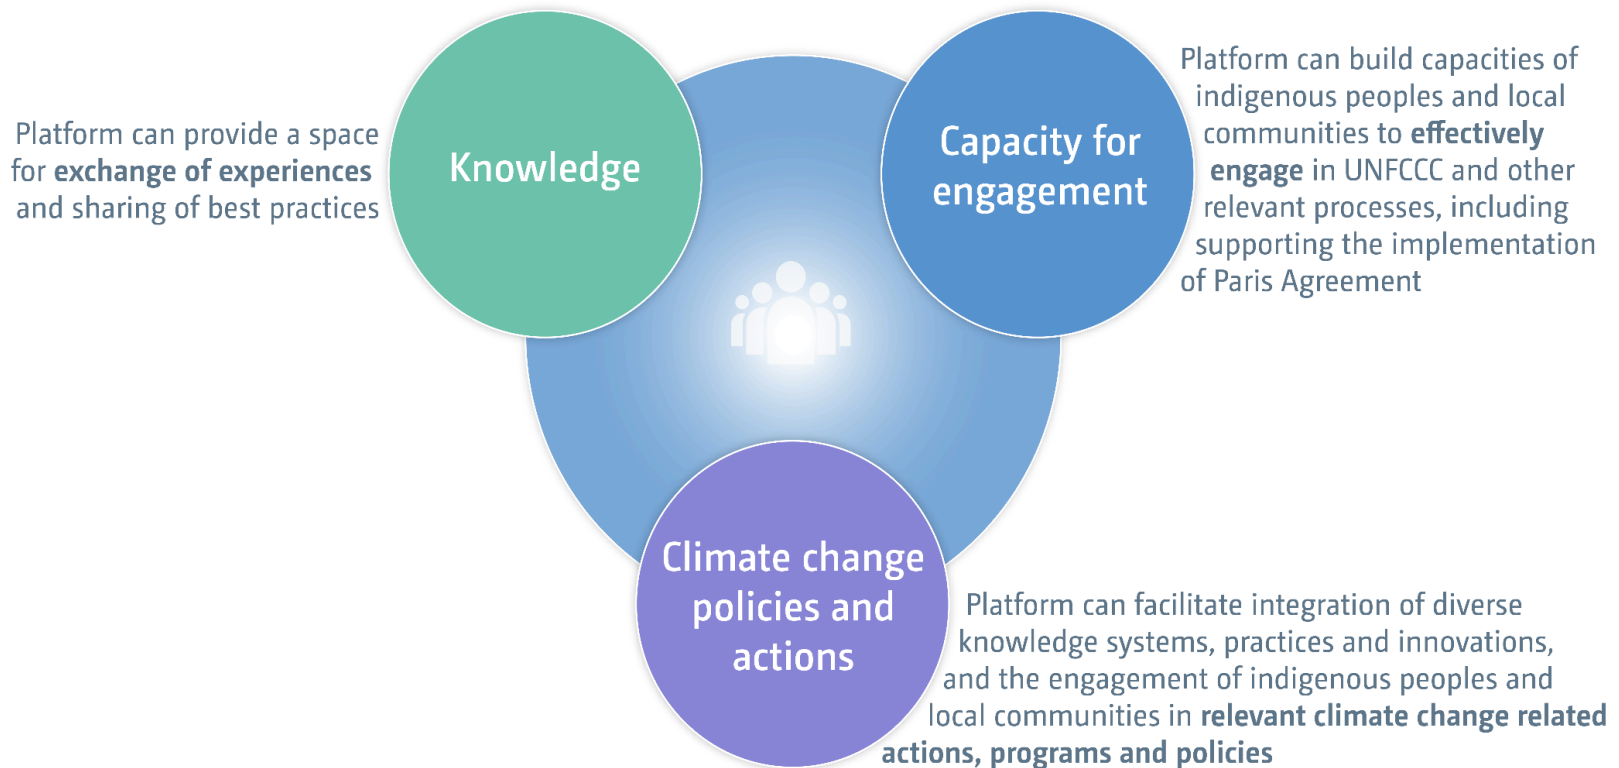 Platform can provide a space
for exchange of experiences
and sharing of best practices
Knowledge
Capacity for
engagement
Platform can build capacities of
indigenous peoples and local
communities to effectively
engage in UNFCCC and other
relevant processes, including
supporting the implementation
of Paris Agreement
Climate change
policies and
actions
Platform can facilitate integration of diverse
knowledge systems, practices and innovations,
and the engagement of indigenous peoples and
local communities in relevant climate change related
actions, programs and policies